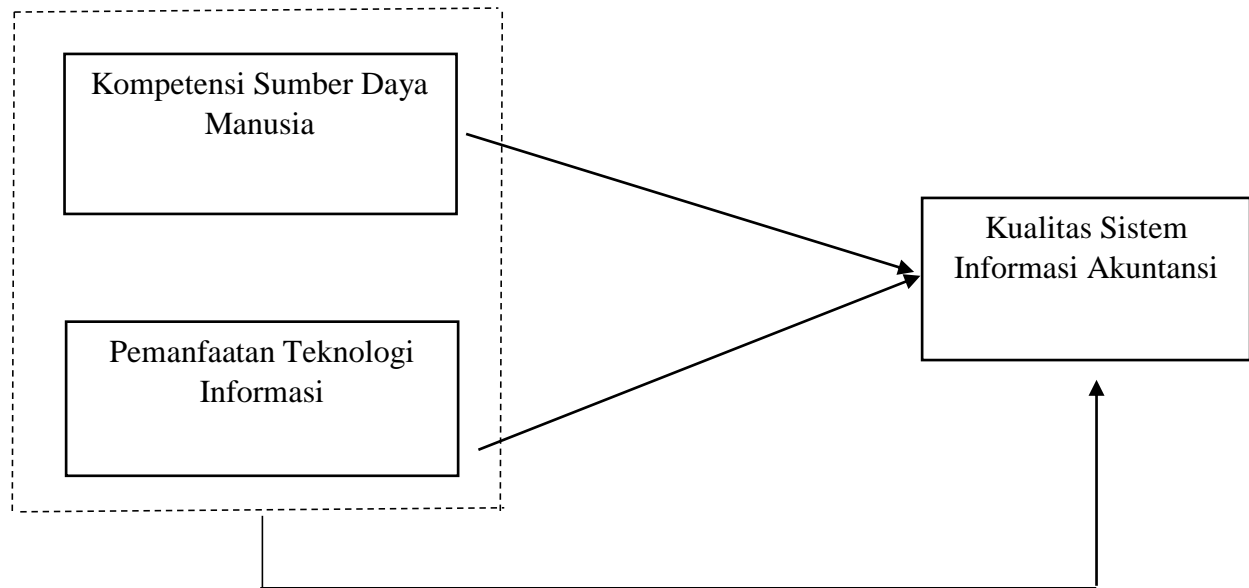 Kompetensi Sumber Daya
Manusia
Pemanfaatan Teknologi
Informasi
Kualitas Sistem
Informasi Akuntansi